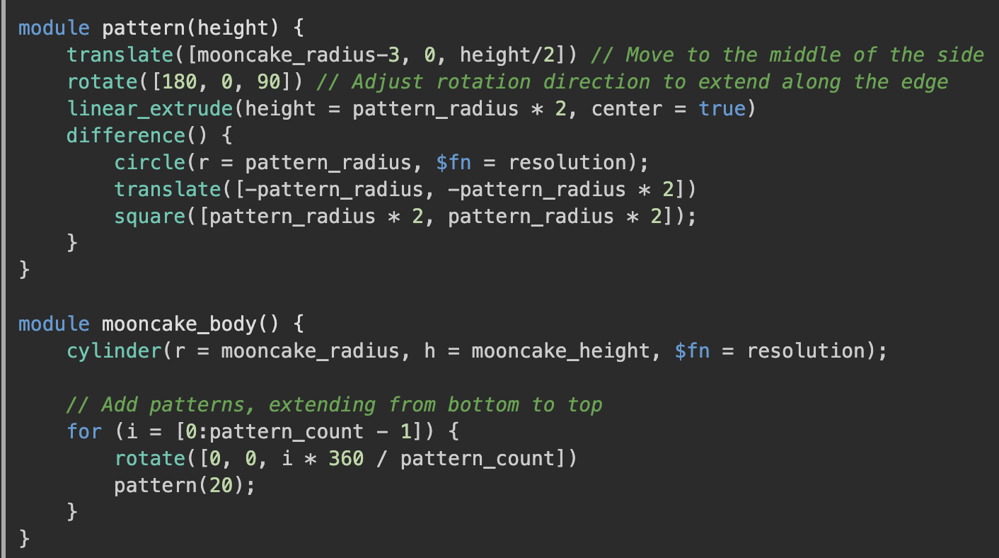 module pattern(height) {
    translate([mooncake_radius-3, 0, height/2]) // Move to the middle of the side
    rotate([180, 0, 90]) // Adjust rotation direction to extend along the edge
    linear_extrude(height = pattern_radius * 2, center = true)
    difference() {
        circle(r = pattern_radius, $fn = resolution);
        translate([-pattern_radius, -pattern_radius * 2])
        square([pattern_radius * 2, pattern_radius * 2]);
    }
}

module mooncake_body() {
    cylinder(r = mooncake_radius, h = mooncake_height, $fn = resolution);

    // Add patterns, extending from bottom to top
    for (i = [0:pattern_count - 1]) {
        rotate([0, 0, i * 360 / pattern_count])
        pattern(20);
    }
}